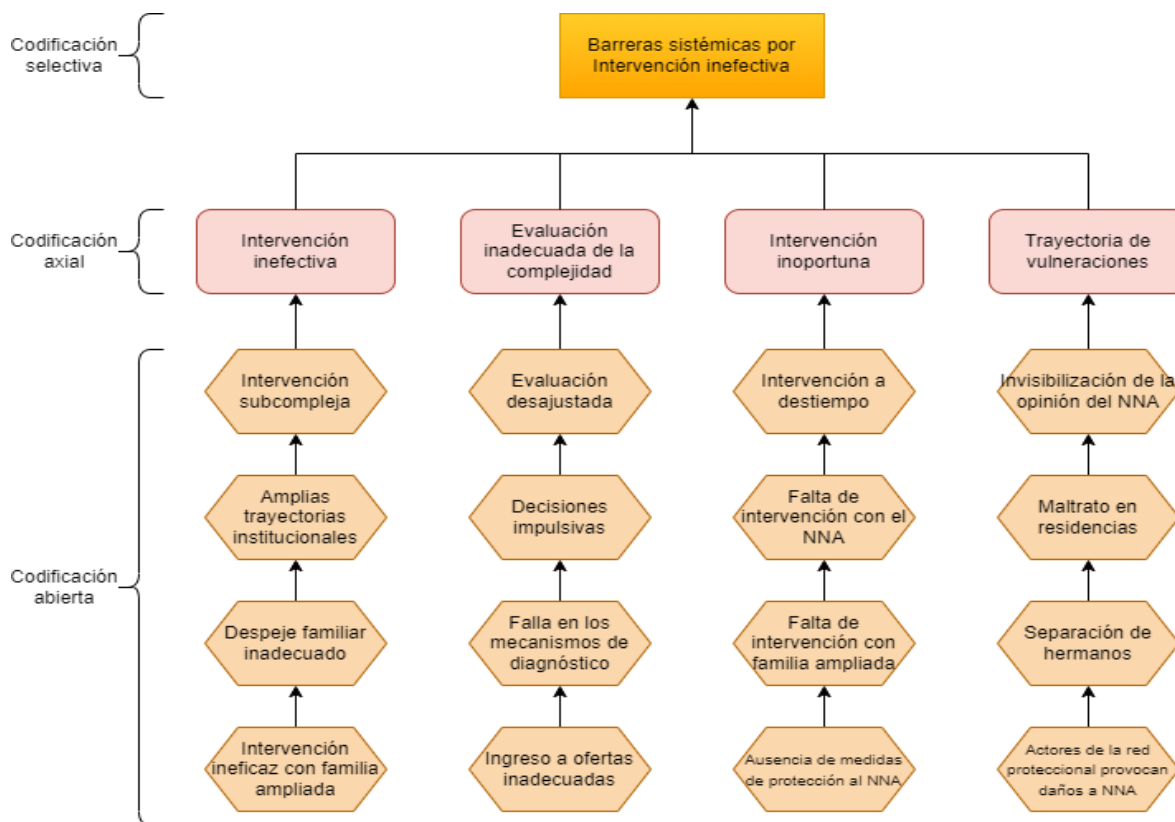 Codificación
selectiva
Barreras sistémicas por
Intervención inefectiva
Codificación
axial
Intervención
inefectiva
Evaluación
inadecuada de la
complejidad
Intervención
inoportuna
Trayectoria de
vulneraciones
Codificación
abierta
Intervención
subcompleja
Evaluación
desajustada
Intervención a
destiempo
Invisibilización de la
opinión del NNA
Amplias
trayectorias
institucionales
Decisiones
impulsivas
Falta de
intervención con el
NNA
Maltrato en
residencias
Despeje familiar
inadecuado
Falla en los
mecanismos de
diagnóstico
Falta de
intervención con
familia ampliada
Separación de
hermanos
Intervención
ineficaz con familia
ampliada
Ingreso a ofertas
inadecuadas
Ausencia de medidas
de protección al NNA
Actores de la red
proteccional provocan
daños a NNA